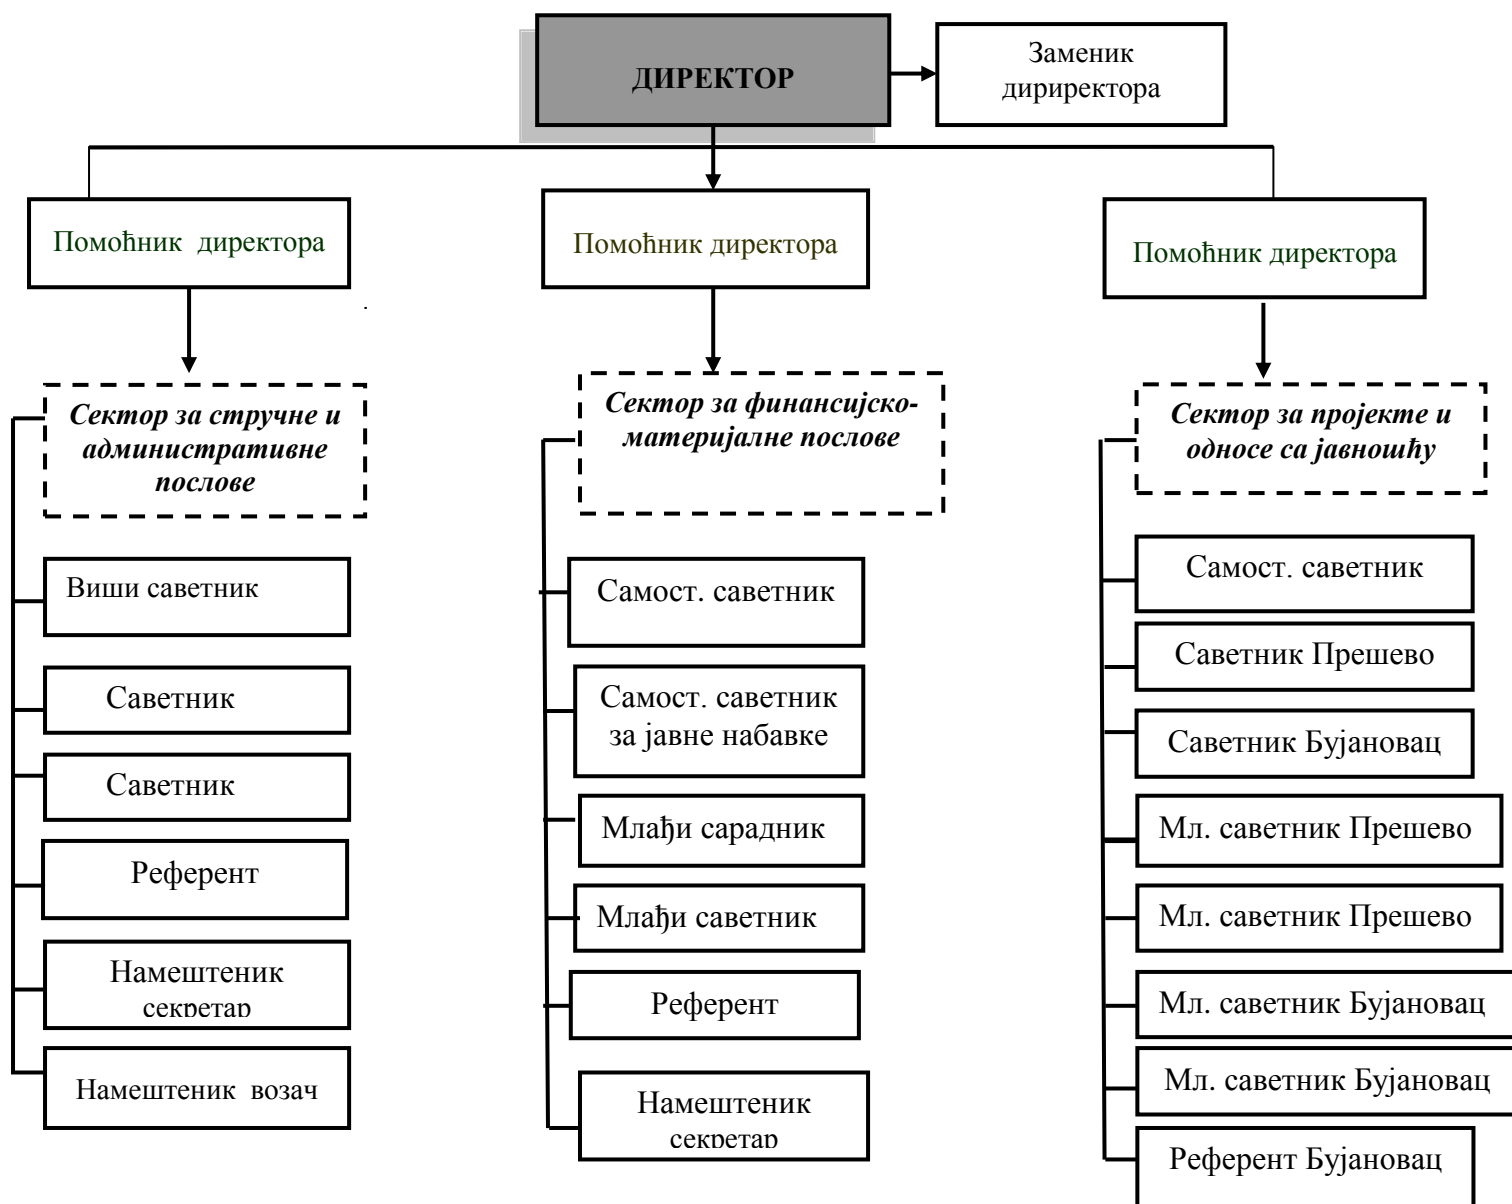 ДИРЕКТОР
Заменик
дириректора
Помоћник директора
Помоћник директора
Помоћник директора
Сектор за стручне и
административне
послове
Виши саветник
Саветник
Саветник
Референт
Намештеник
секретар
Намештеник возач
Сектор за финансијско-
материјалне послове
Самост. саветник
Самост. саветник
за јавне набавке
Млађи сарадник
Млађи саветник
Референт
Намештеник
секретар
Сектор за пројекте и
односе са јавношћу
Самост. саветник
Саветник Прешево
Саветник Бујановац
Мл. саветник Прешево
Мл. саветник Прешево
Мл. саветник Бујановац
Мл. саветник Бујановац
Референт Бујановац